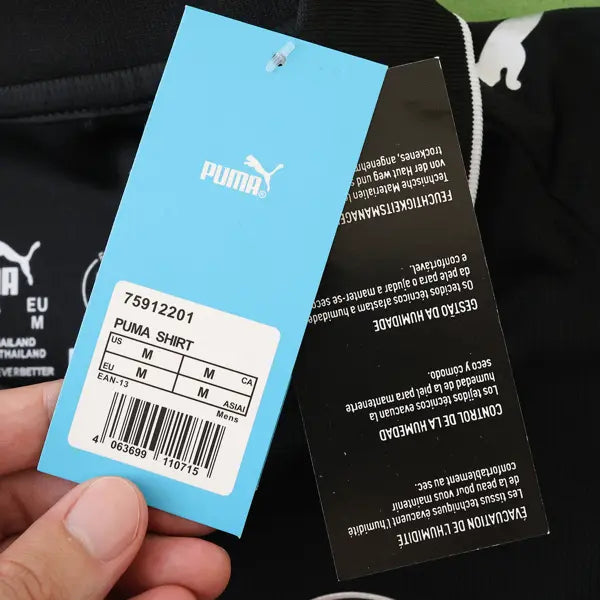 PUMA
75912201
PUMA SHIRT
US M M CA
EU M M ASIA
EAN-13
Mens
4 063699 110715
EU
M
THAILAND
EVERBETTER
FEUCHTIGKEITSMANAGE
Technische Materialien
von der Haut weg und
trockenes, angenehm
GESTÃO DA HUMIDADE
Os tecidos técnicos afastam a humidade
da pele para o ajudar a manter-se seco
e confortável.
CONTROL DE LA HUMEDAD
Los tejidos técnicos evacuan la
humedad de la piel para mantenerte
seco y cómodo.
ÉVACUATION DE L'HUMIDITÉ
Les tissus techniques évacuent l'humidité
de la peau pour vous maintenir
confortablement au sec.